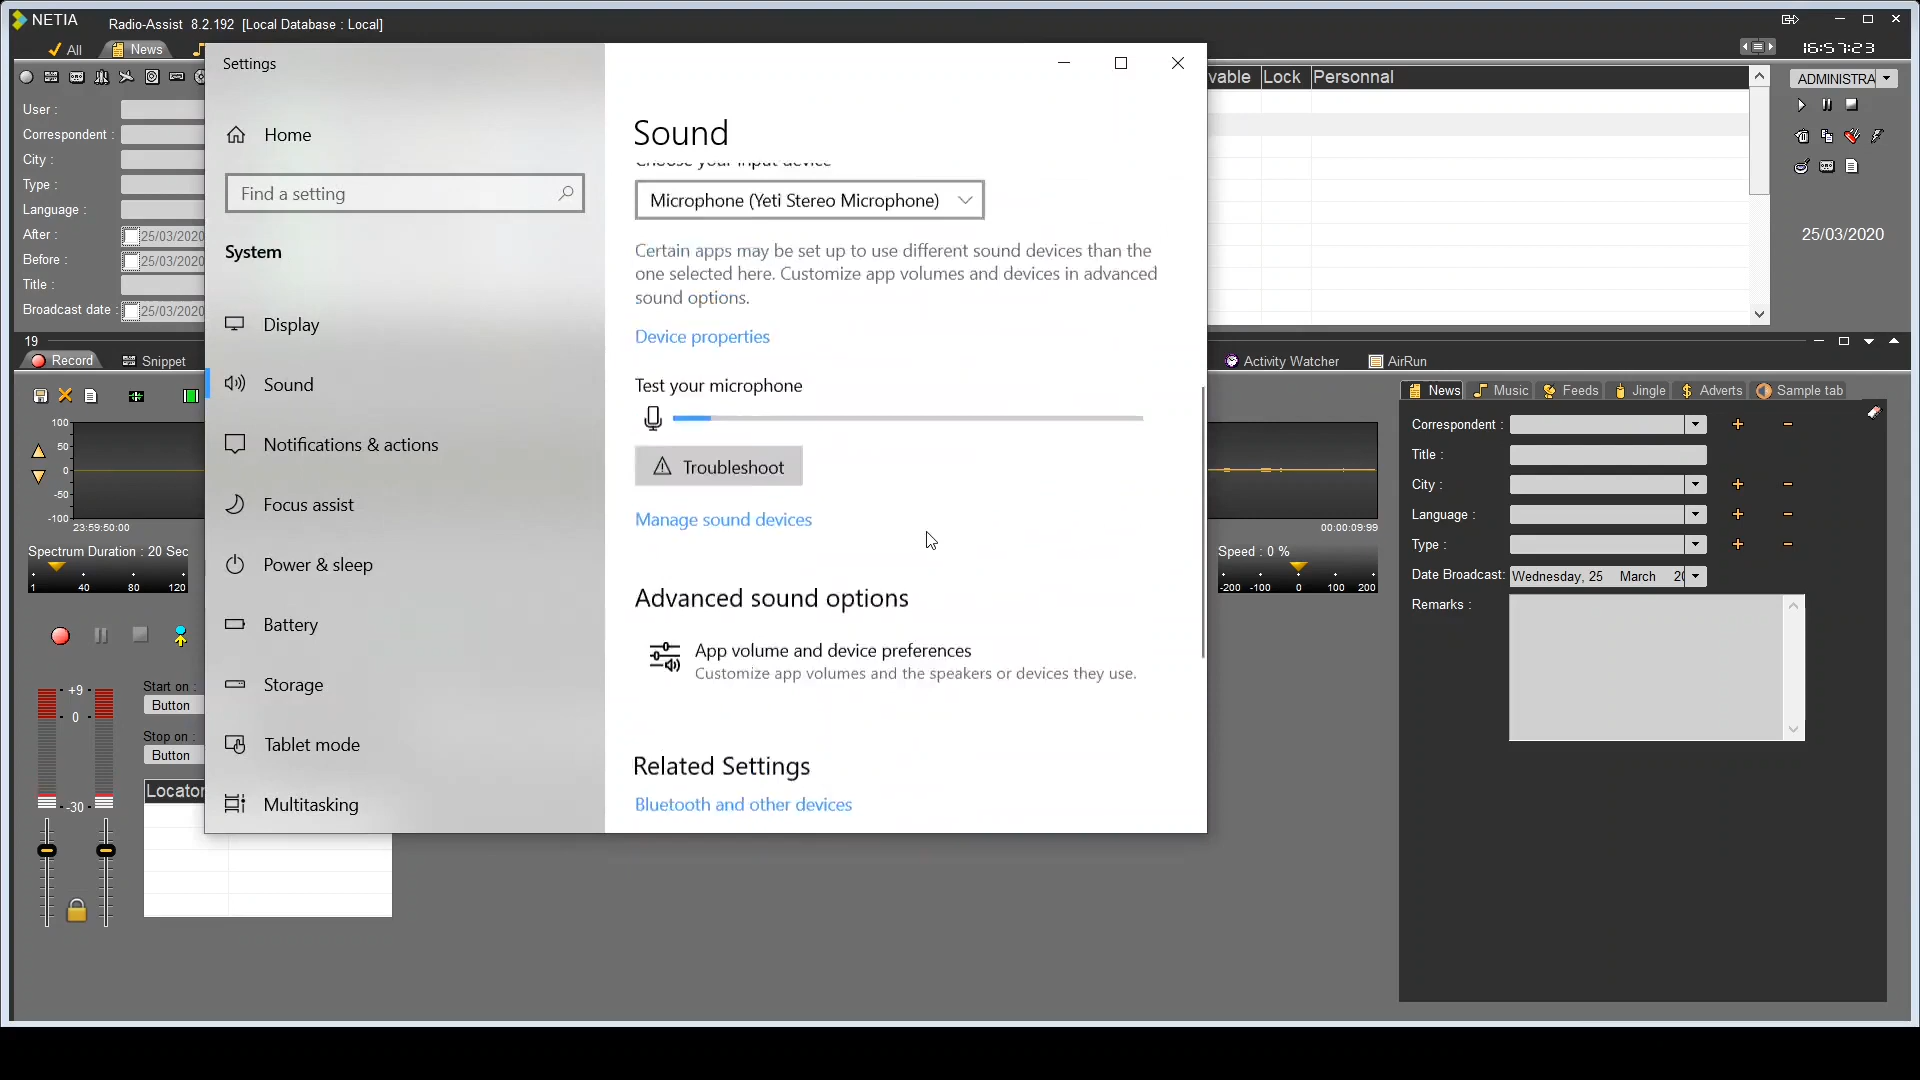 NETIA
Radio-Assist 8.2.192 [Local Database : Local]
All
News
16:57:23
User :
Correspondent :
City :
Type :
Language :
After :
25/03/2020
Before :
25/03/2020
Title :
Broadcast date :
25/03/2020
19
Record
Snippet
100
50
0
-50
-100
23:59:50:00
Spectrum Duration : 20 Sec
1
40
80
120
+9
0
-30
Start on :
Button
Stop on :
Button
Locator
Settings
Home
Find a setting
System
Display
Sound
Notifications & actions
Focus assist
Power & sleep
Battery
Storage
Tablet mode
Multitasking
Sound
Choose your input device
Microphone (Yeti Stereo Microphone)
Certain apps may be set up to use different sound devices than the
one selected here. Customize app volumes and devices in advanced
sound options.
Device properties
Test your microphone
Troubleshoot
Manage sound devices
Advanced sound options
App volume and device preferences
Customize app volumes and the speakers or devices they use.
Related Settings
Bluetooth and other devices
vable
Lock
Personnal
ADMINISTRA
25/03/2020
Activity Watcher
AirRun
00:00:09:99
Speed : 0 %
-200
-100
0
100
200
News
Music
Feeds
Jingle
Adverts
Sample tab
Correspondent :
Title :
City :
Language :
Type :
Date Broadcast:
Wednesday, 25 March 20
Remarks :